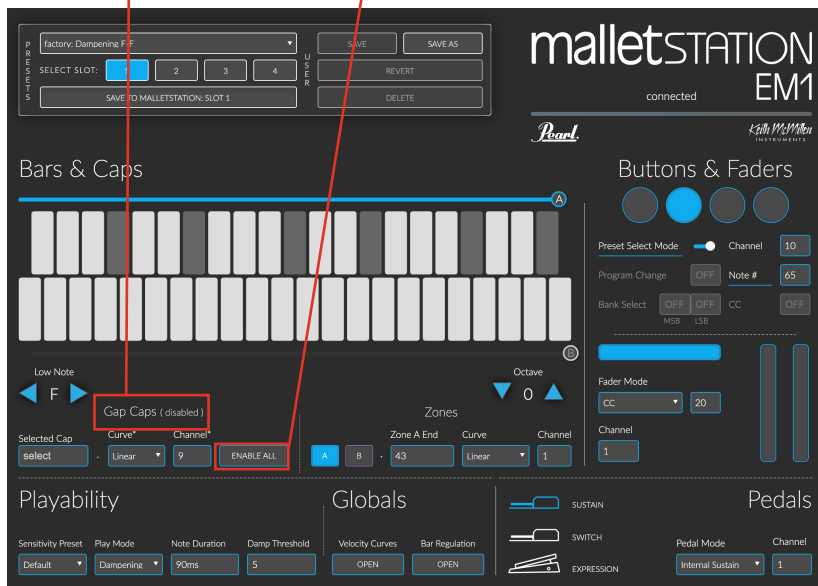 PRESETS
factory: Dampening F-F
SELECT SLOT: 1 2 3 4
SAVE TO MALLETSTATION: SLOT 1
USER
SAVE SAVE AS
REVERT
DELETE
malletSTATION
EM1
connected
Pearl.
Keith McMillen
INSTRUMENTS
Bars & Caps
A
B
Low Note
F
Octave
0
Gap Caps ( disabled )
Selected Cap Curve* Channel*
select Linear 9 ENABLE ALL
Zones
Zone A End Curve Channel
A B 43 Linear 1
Buttons & Faders
Preset Select Mode Channel 10
Program Change OFF Note # 65
Bank Select OFF OFF CC OFF
MSB LSB
Fader Mode
CC 20
Channel
1
Playability
Sensitivity Preset Play Mode Note Duration Damp Threshold
Default Dampening 90ms 5
Globals
Velocity Curves Bar Regulation
OPEN OPEN
Pedals
SUSTAIN
SWITCH
EXPRESSION
Pedal Mode Channel
Internal Sustain 1